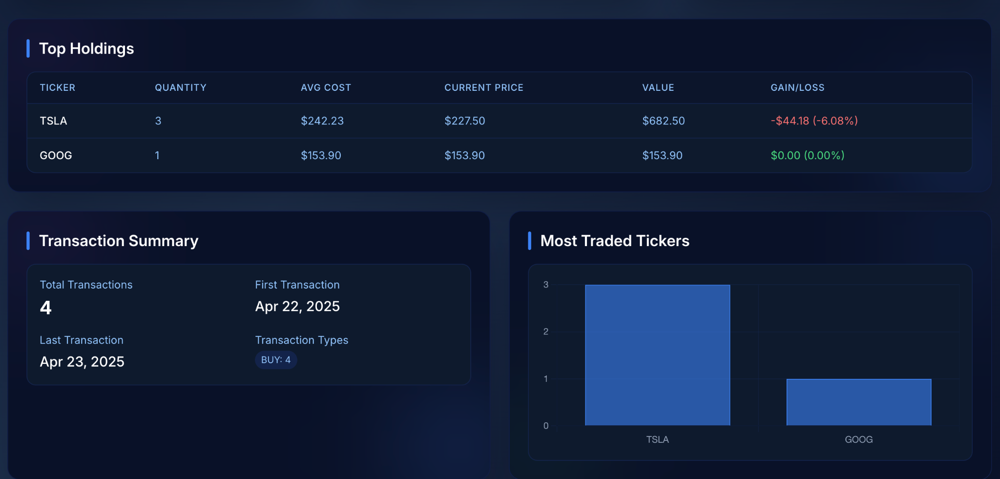 Top Holdings
TICKER QUANTITY AVG COST CURRENT PRICE VALUE GAIN/LOSS
TSLA 3 $242.23 $227.50 $682.50 -$44.18 (-6.08%)
GOOG 1 $153.90 $153.90 $153.90 $0.00 (0.00%)
Transaction Summary
Total Transactions
4
First Transaction
Apr 22, 2025
Last Transaction
Apr 23, 2025
Transaction Types
BUY: 4
Most Traded Tickers
3
2
1
0
TSLA GOOG